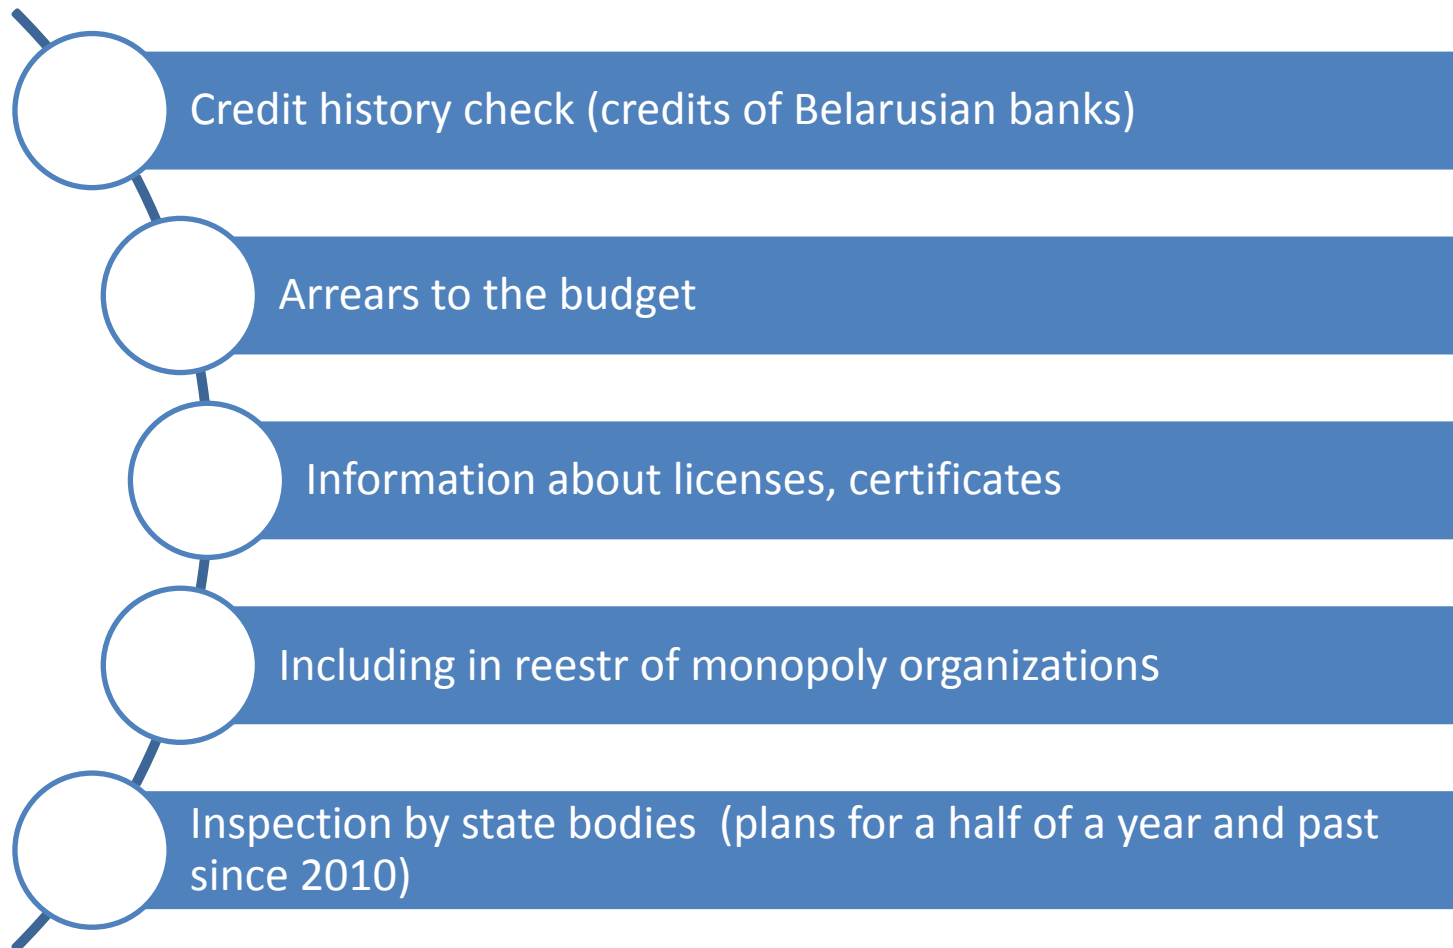 Credit history check (credits of Belarusian banks)
Arrears to the budget
Information about licenses, certificates
Including in reestr of monopoly organizations
Inspection by state bodies  (plans for a half of a year and past
since 2010)